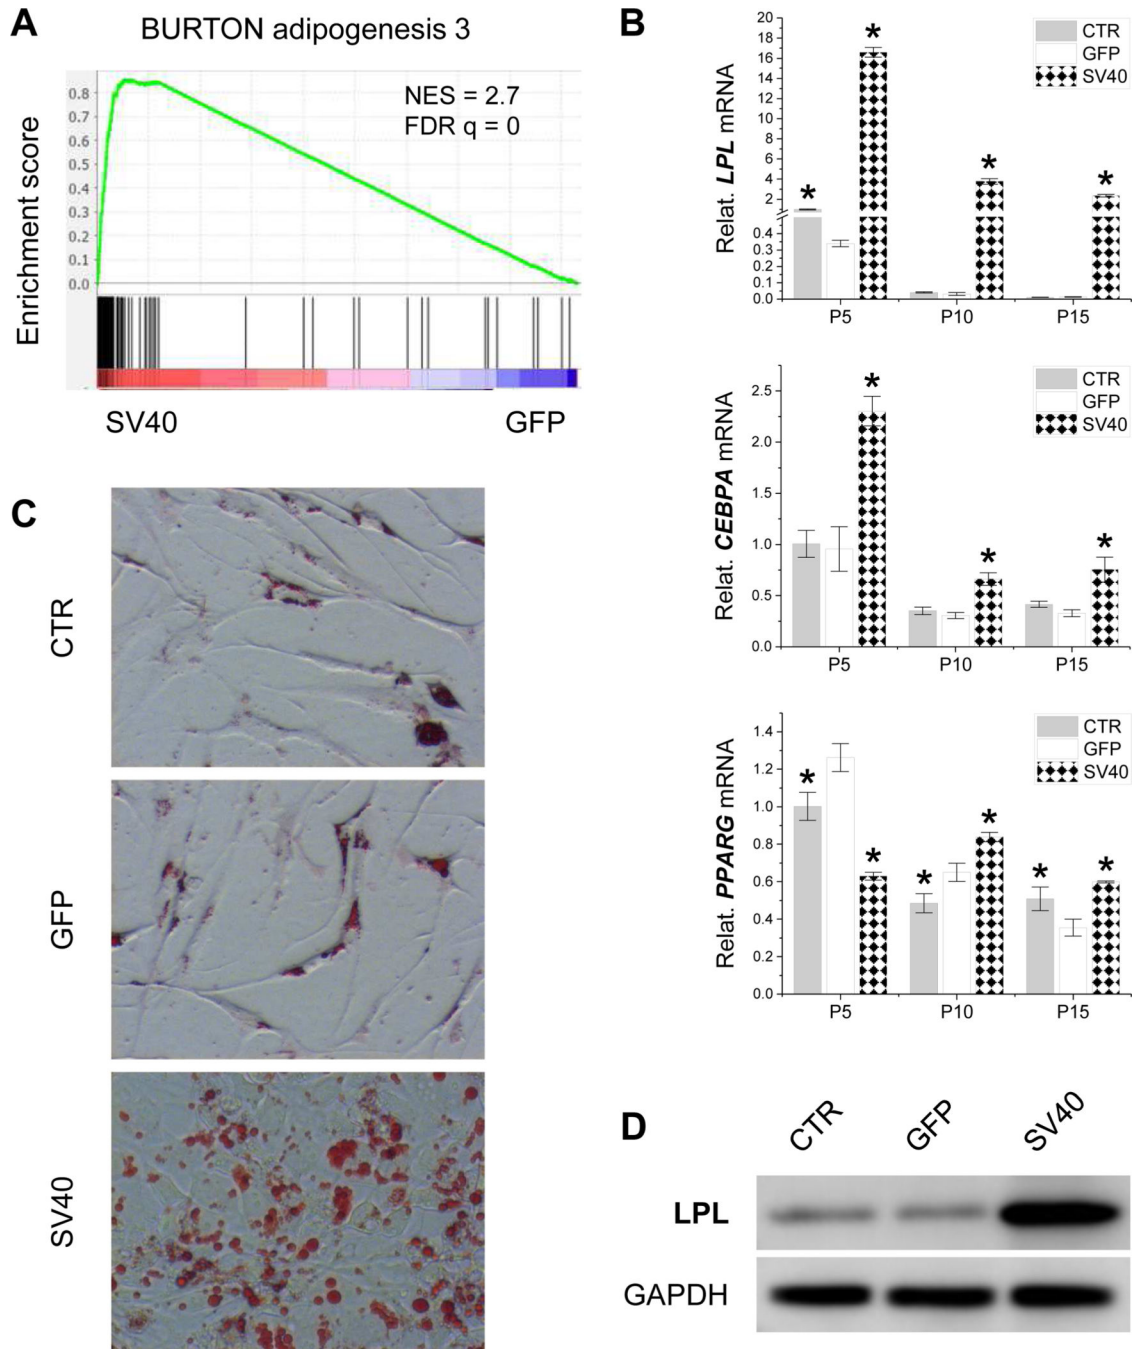 A
BURTON adipogenesis 3
NES = 2.7
FDR q = 0
Enrichment score
0.8
0.7
0.6
0.5
0.4
0.3
0.2
0.1
0.0
SV40 GFP
B
Relat. LPL mRNA
20
18
16
14
12
10
8
6
4
2
0.4
0.3
0.2
0.1
0.0
* * * *
CTR
GFP
SV40
P5 P10 P15
Relat. CEBPA mRNA
2.5
2.0
1.5
1.0
0.5
0.0
* * *
CTR
GFP
SV40
P5 P10 P15
Relat. PPARG mRNA
1.4
1.2
1.0
0.8
0.6
0.4
0.2
0.0
* * * * * *
CTR
GFP
SV40
P5 P10 P15
C
CTR
GFP
SV40
D
CTR GFP SV40
LPL
GAPDH